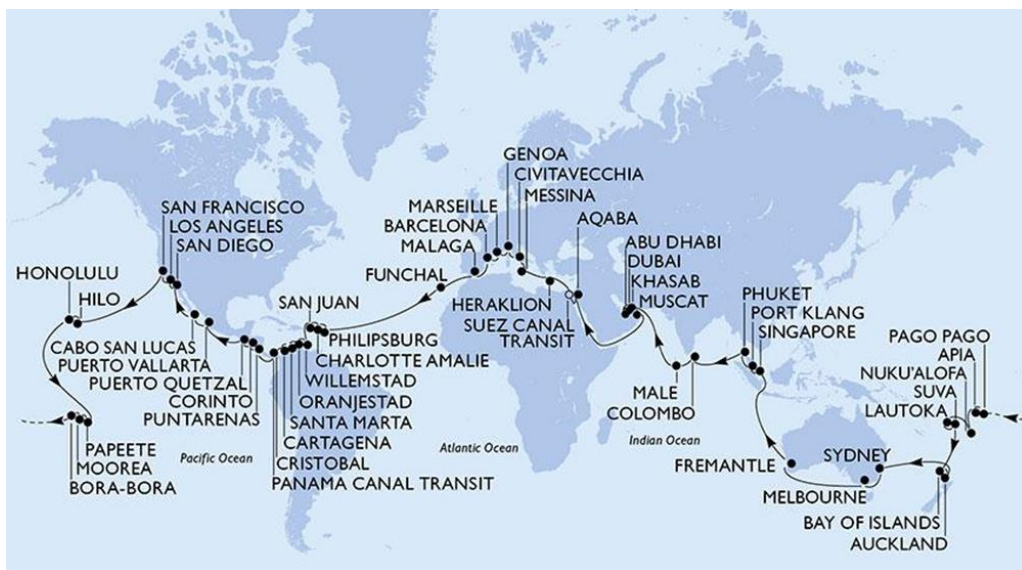 GENOA
CIVITAVECCHIA
MESSINA
MARSEILLE
BARCELONA
MALAGA
AQABA
SAN FRANCISCO
LOS ANGELES
SAN DIEGO
ABU DHABI
DUBAI
KHASAB
MUSCAT
HONOLULU
HILO
FUNCHAL
SAN JUAN
HERAKLION
SUEZ CANAL
TRANSIT
PHUKET
PORT KLANG
SINGAPORE
PAGO PAGO
APIA
NUKU'ALOFA
SUVA
LAUTOKA
CABO SAN LUCAS
PUERTO VALLARTA
PUERTO QUETZAL
CORINTO
PUNTARENAS
PHILIPSBURG
CHARLOTTE AMALIE
WILLEMSTAD
ORANJESTAD
SANTA MARTA
CARTAGENA
CRISTOBAL
PANAMA CANAL TRANSIT
MALE
COLOMBO
PAPEETE
MOOREA
BORA-BORA
Pacific Ocean
Atlantic Ocean
Indian Ocean
FREMANTLE
SYDNEY
MELBOURNE
BAY OF ISLANDS
AUCKLAND